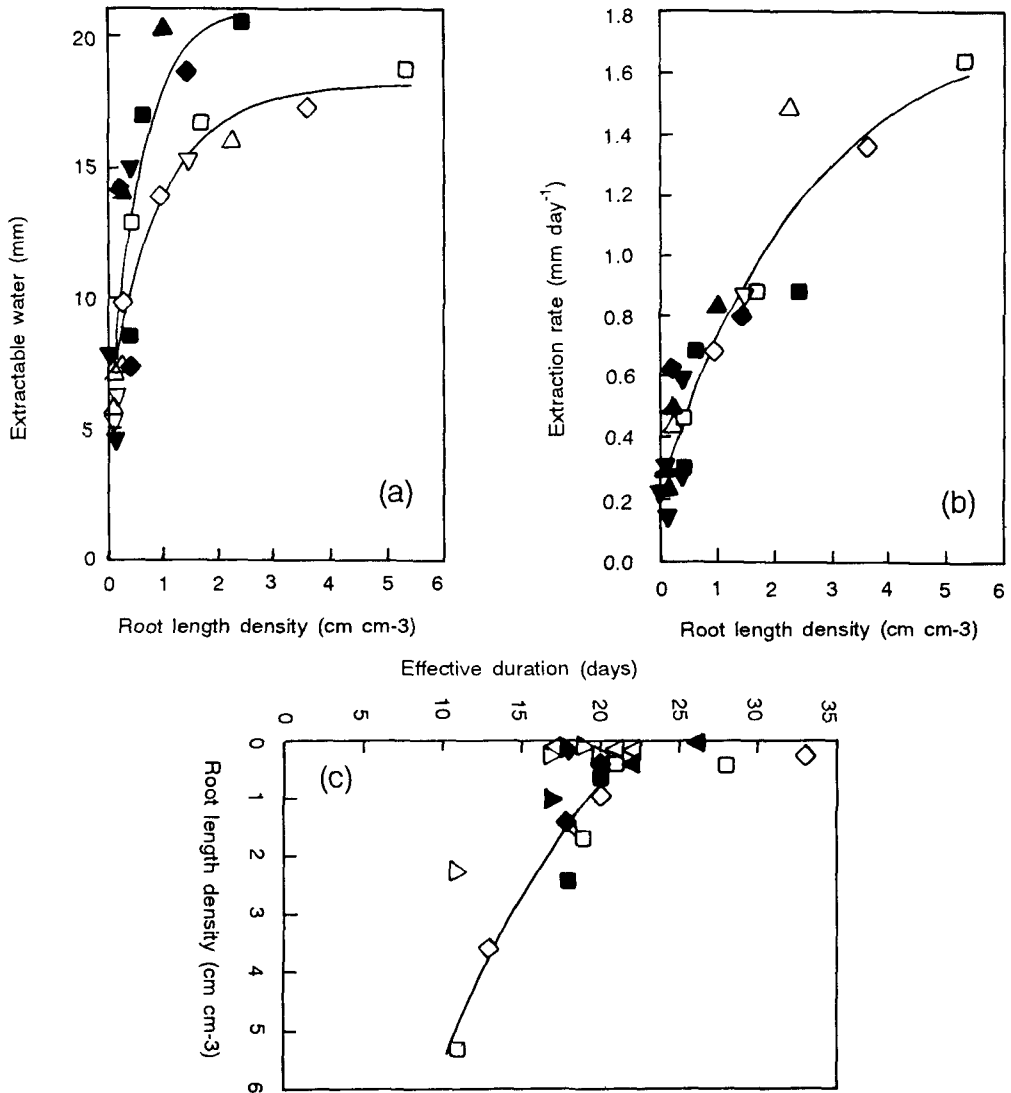 Extractable water (mm)
20
15
10
5
0
0 1 2 3 4 5 6
Root length density (cm cm-3)
(a)
Extraction rate (mm day-1)
1.8
1.6
1.4
1.2
1.0
0.8
0.6
0.4
0.2
0.0
0 1 2 3 4 5 6
Root length density (cm cm-3)
(b)
Effective duration (days)
0 5 10 15 20 25 30 35
(c)
Root length density (cm cm-3)
0
1
2
3
4
5
6